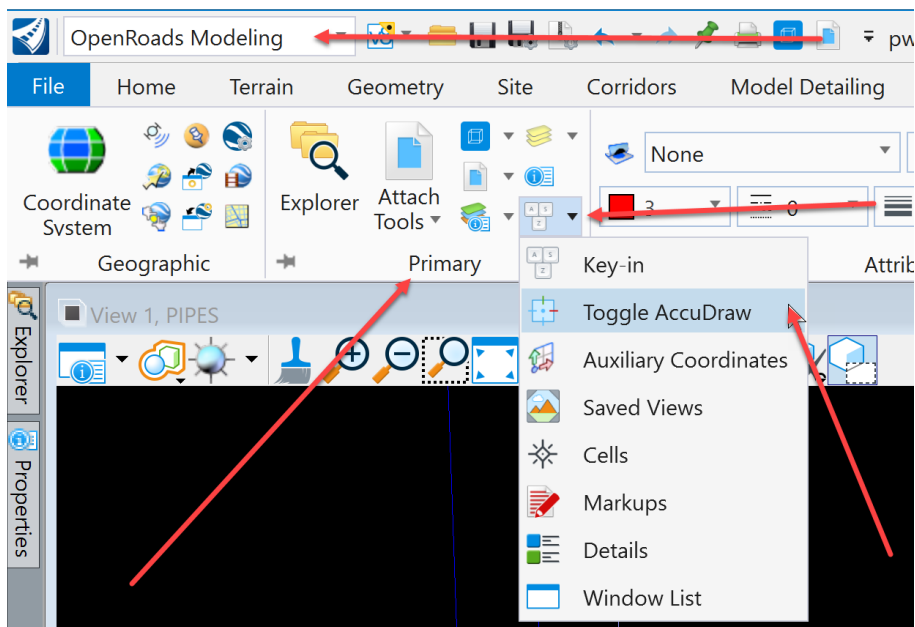 OpenRoads Modeling
pw
File Home Terrain Geometry Site Corridors Model Detailing
None
Coordinate System
Explorer
Attach Tools
3
0
Geographic
Primary
Attrib
Key-in
Toggle AccuDraw
Auxiliary Coordinates
Saved Views
Cells
Markups
Details
Window List
View 1, PIPES
Explorer
Properties